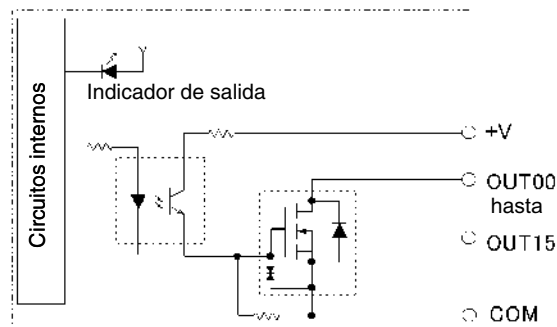 Circuitos internos
Indicador de salida
+V
OUT00
hasta
OUT15
COM